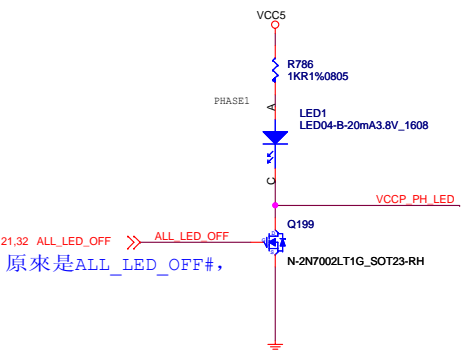 VCC5
R786
1KR1%0805
PHASE1
A
LED1
LED04-B-20mA3.8V_1608
C
VCCP_PH_LED
Q199
21,32 ALL_LED_OFF
ALL_LED_OFF
原來是ALL_LED_OFF#，
N-2N7002LT1G_SOT23-RH